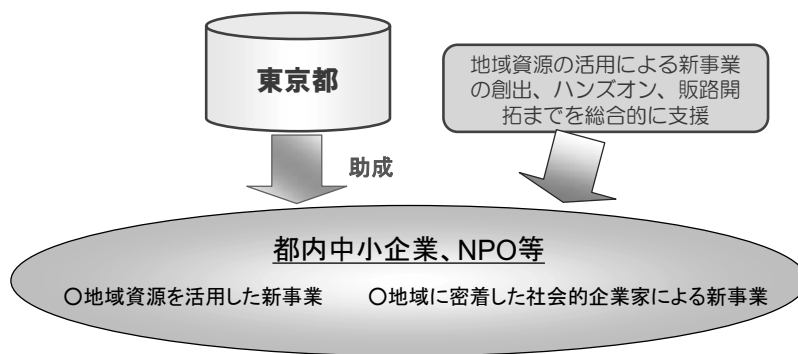 東京都
地域資源の活用による新事業
の創出、ハンズオン、販路開
拓までを総合的に支援
助成
都内中小企業、NPO等
○地域資源を活用した新事業 ○地域に密着した社会的企業家による新事業